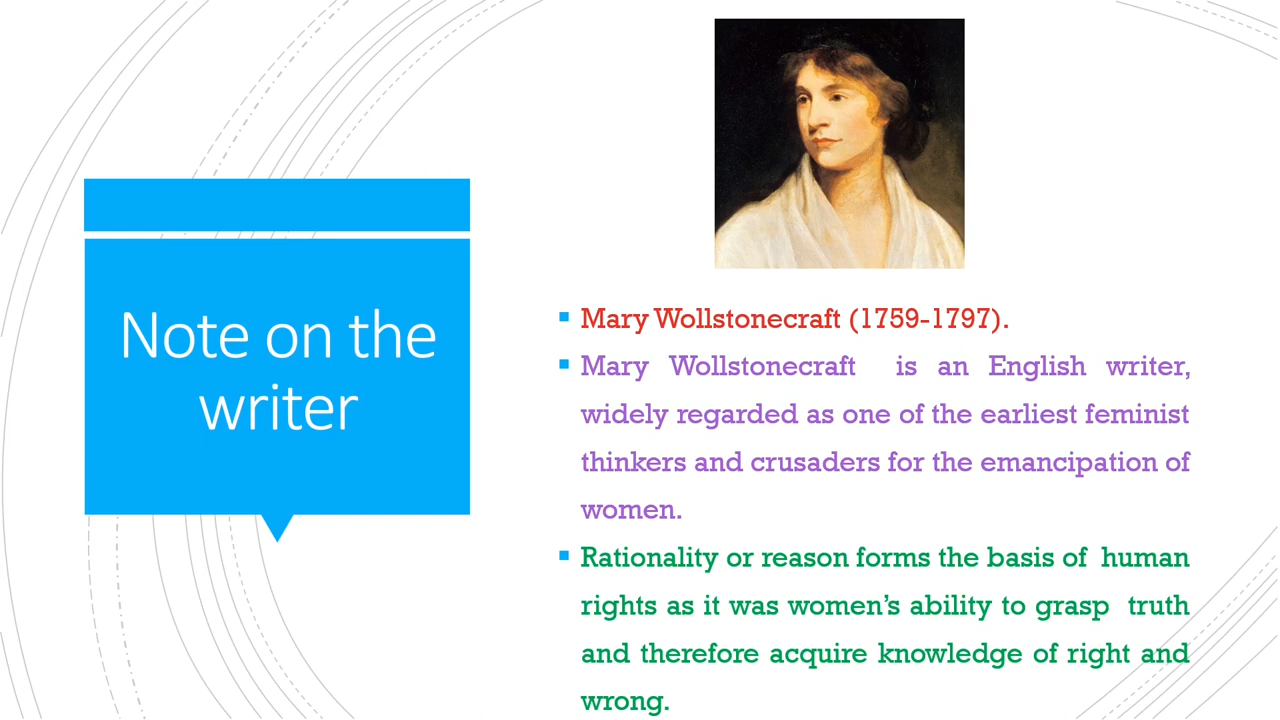 Note on the
writer
Mary Wollstonecraft (1759-1797).
Mary Wollstonecraft is an English writer,
widely regarded as one of the earliest feminist
thinkers and crusaders for the emancipation of
women.
Rationality or reason forms the basis of human
rights as it was women’s ability to grasp truth
and therefore acquire knowledge of right and
wrong.